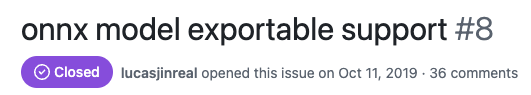 onnx model exportable support #8
Closed lucasjinreal opened this issue on Oct 11, 2019 · 36 comments